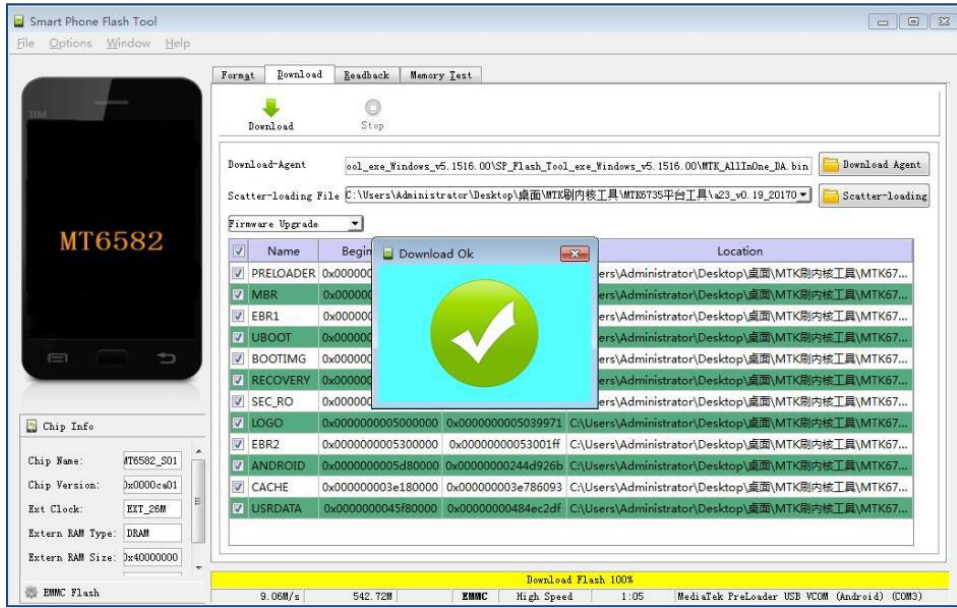 Smart Phone Flash Tool
File Options Window Help
BM
MT6582
Format Download Readback Memory Test
Download Stop
Download-Agent ool_exe_Windows_v5.1516.00\SP_Flash_Tool_exe_Windows_v5.1516.00\MTK_AllInOne_DA.bin Download Agent
Scatter-loading File C:\Users\Administrator\Desktop\桌面\MTK刷内核工具\MTK6735平台工具\a23_v0.19_20170 Scatter-loading
Firmware Upgrade
Name Begin Location
Download Ok
PRELOADER 0x000000 ers\Administrator\Desktop\桌面\MTK刷内核工具\MTK67...
MBR 0x000000 ers\Administrator\Desktop\桌面\MTK刷内核工具\MTK67...
EBR1 0x000000 ers\Administrator\Desktop\桌面\MTK刷内核工具\MTK67...
UBOOT 0x000000 ers\Administrator\Desktop\桌面\MTK刷内核工具\MTK67...
BOOTIMG 0x000000 ers\Administrator\Desktop\桌面\MTK刷内核工具\MTK67...
RECOVERY 0x000000 ers\Administrator\Desktop\桌面\MTK刷内核工具\MTK67...
SEC_RO 0x000000 ers\Administrator\Desktop\桌面\MTK刷内核工具\MTK67...
LOGO 0x0000000005000000 0x0000000005039971 C:\Users\Administrator\Desktop\桌面\MTK刷内核工具\MTK67...
EBR2 0x0000000005300000 0x00000000053001ff C:\Users\Administrator\Desktop\桌面\MTK刷内核工具\MTK67...
ANDROID 0x0000000005d80000 0x00000000244d926b C:\Users\Administrator\Desktop\桌面\MTK刷内核工具\MTK67...
CACHE 0x000000003e180000 0x000000003e786093 C:\Users\Administrator\Desktop\桌面\MTK刷内核工具\MTK67...
USRDATA 0x0000000045f80000 0x00000000484ec2df C:\Users\Administrator\Desktop\桌面\MTK刷内核工具\MTK67...
Chip Info
Chip Name: MT6582_S01
Chip Version: 0x0000ca01
Ext Clock: EXT_26M
Extern RAM Type: DRAM
Extern RAM Size: 0x40000000
EMMC Flash
Download Flash 100%
9.06M/s 542.72M EMMC High Speed 1:05 MediaTek PreLoader USB VCOM (Android) (COM3)